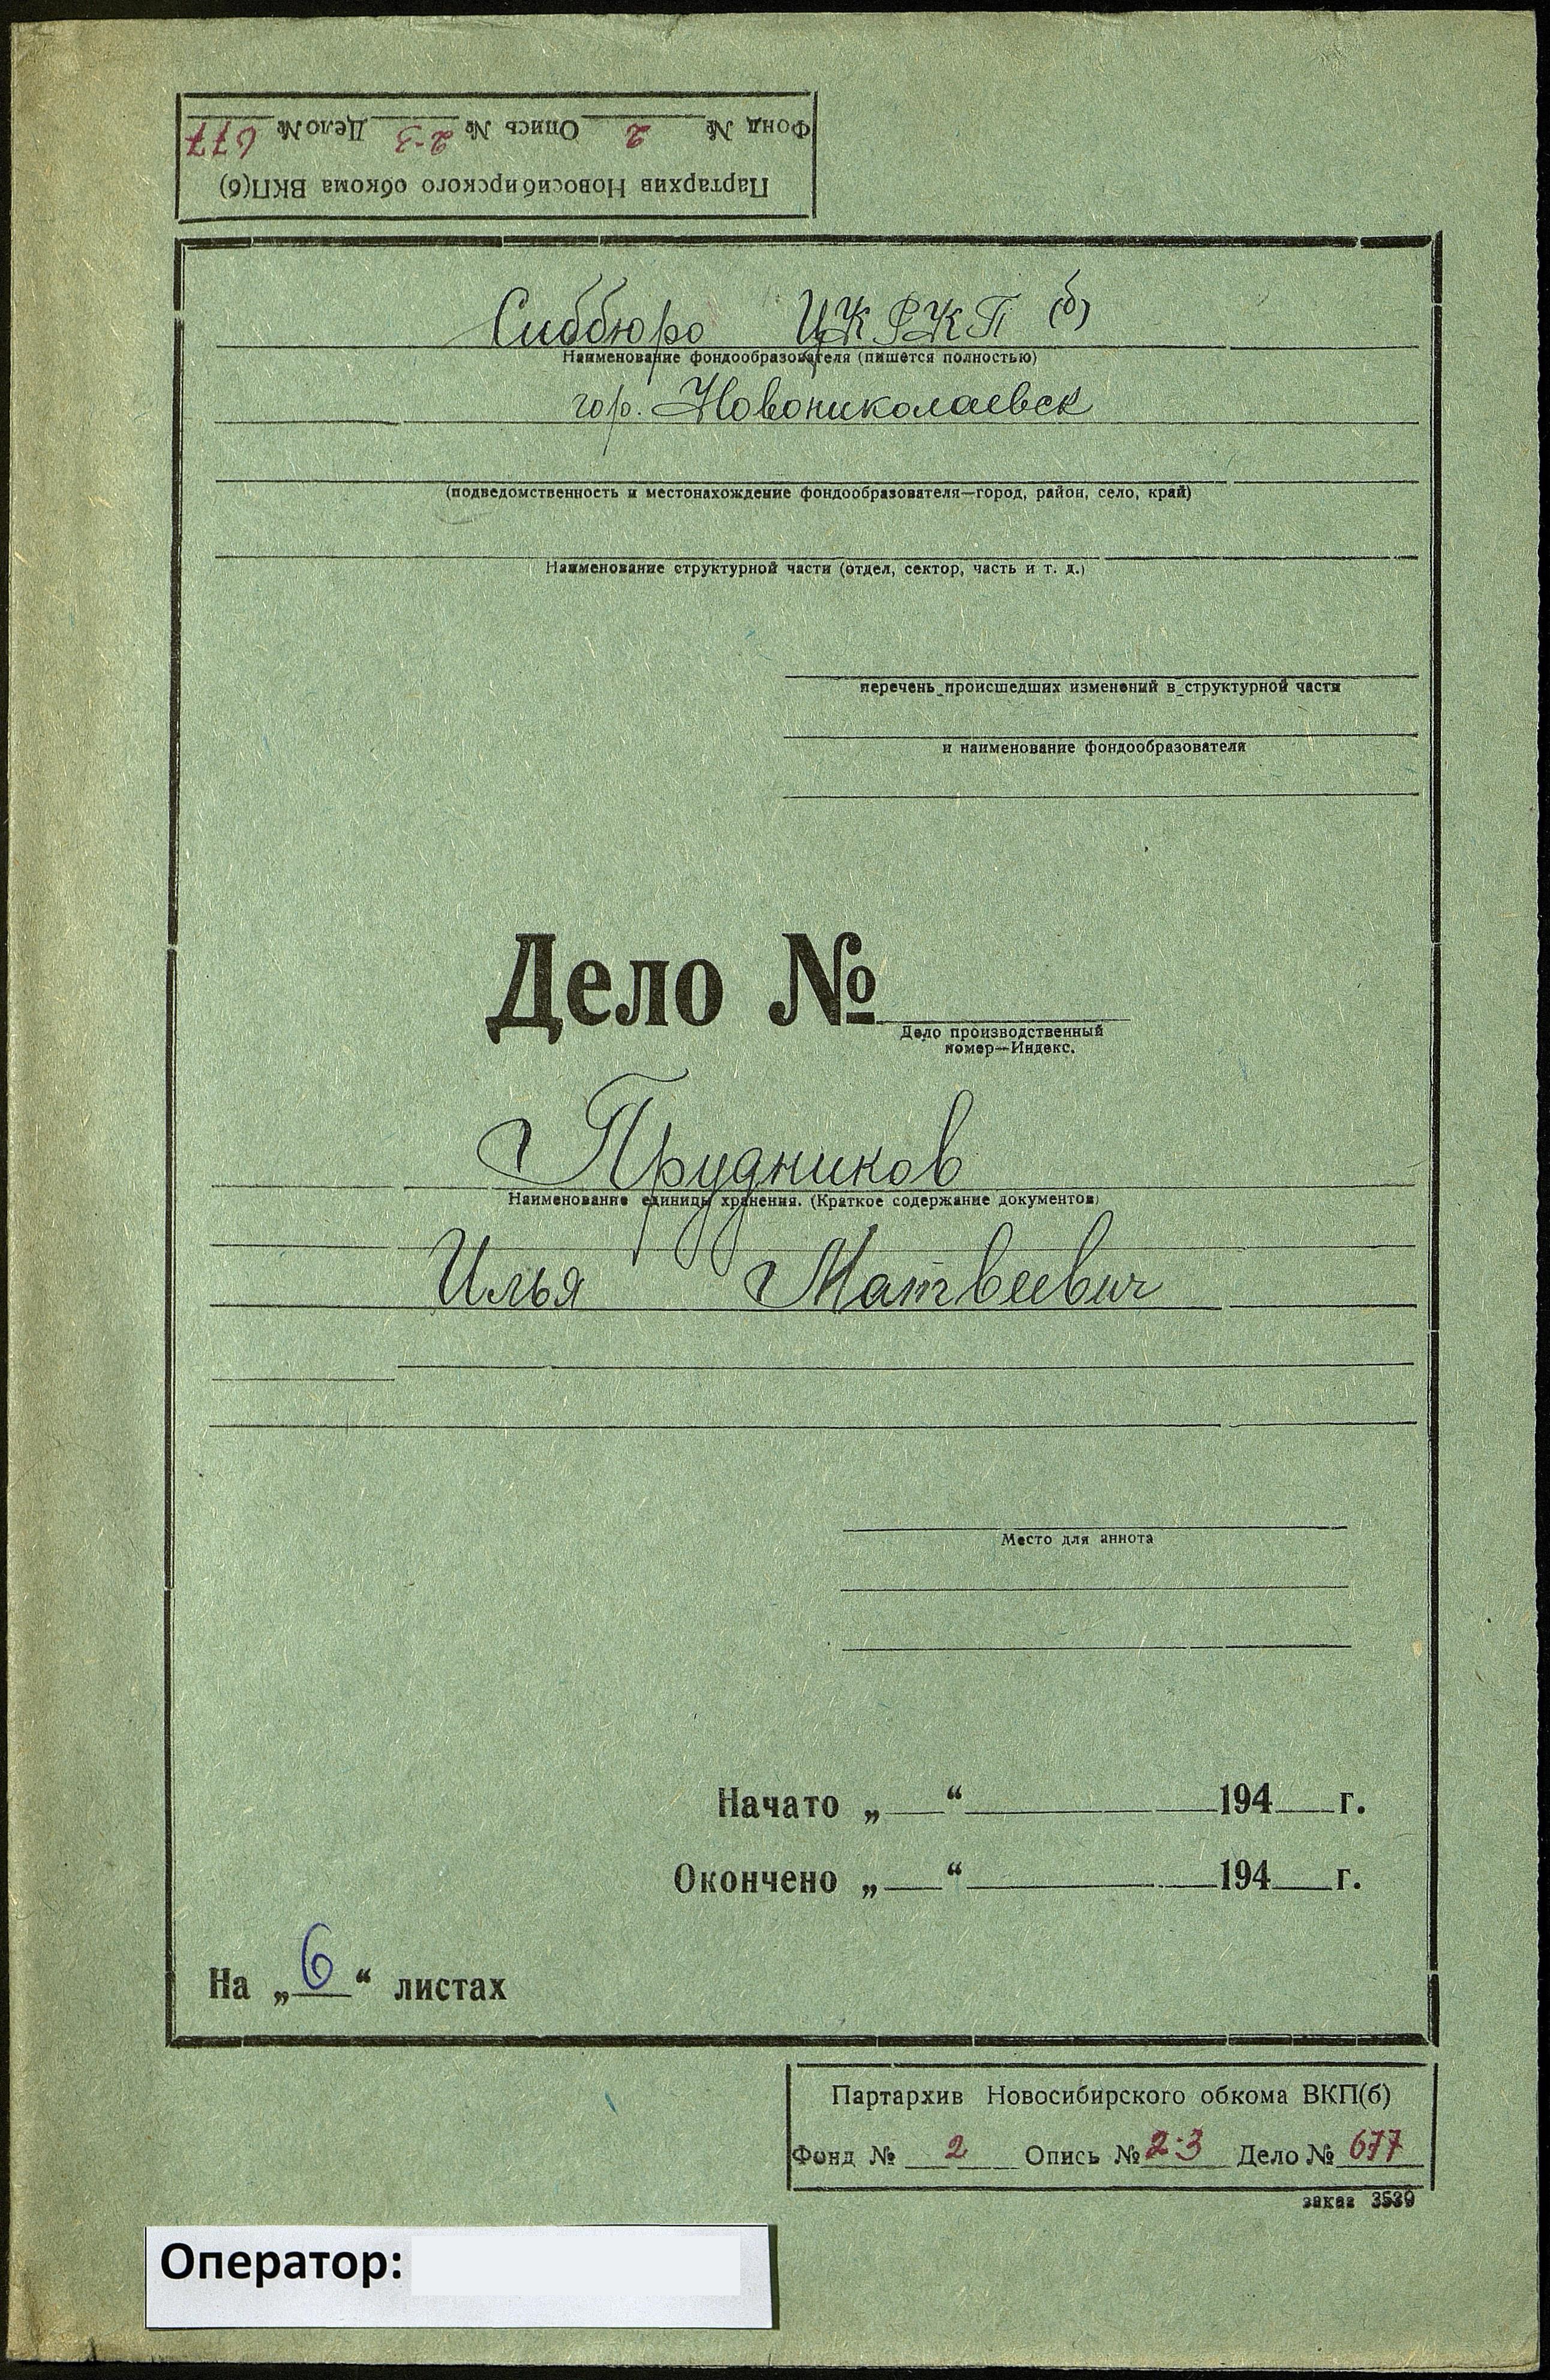 Фонд № 2 Опись № 2-3 Дело № 677
Партархив Новосибирского обкома ВКП(б)
Сиббюро ЦК РКП (б)
Наименование фондообразователя (пишется полностью)
гор. Новониколаевск
(подведомственность и местонахождение фондообразователя—город, район, село, край)
Наименование структурной части (отдел, сектор, часть и т. д.)
перечень происшедших изменений в структурной части
и наименование фондообразователя
Дело №
Дело производственный
номер—Индекс.
Прудников
Наименование единицы хранения. (Краткое содержание документов)
Илья Матвеевич
Место для аннота
Начато „ “ 194 г.
Окончено „ “ 194 г.
На „6“ листах
Партархив Новосибирского обкома ВКП(б)
Фонд № 2 Опись № 2-3 Дело № 677
заказ 3539
Оператор: